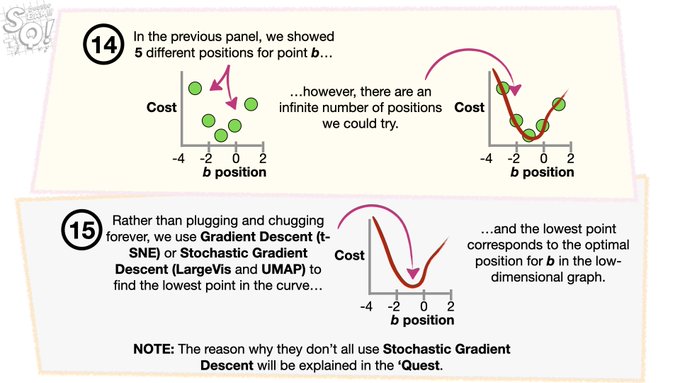 SQ!
14
In the previous panel, we showed
5 different positions for point b…
Cost
-4 -2 0 2
b position
…however, there are an
infinite number of positions
we could try.
Cost
-4 -2 0 2
b position
15
Rather than plugging and chugging
forever, we use Gradient Descent (t-
SNE) or Stochastic Gradient
Descent (LargeVis and UMAP) to
find the lowest point in the curve…
Cost
-4 -2 0 2
b position
…and the lowest point
corresponds to the optimal
position for b in the low-
dimensional graph.
NOTE: The reason why they don’t all use Stochastic Gradient
Descent will be explained in the ‘Quest.